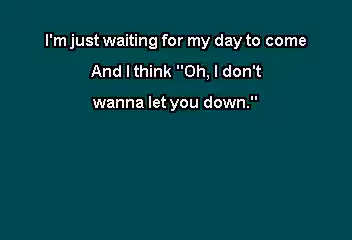 I'm just waiting for my day to come
And I think "Oh, I don't
wanna let you down."